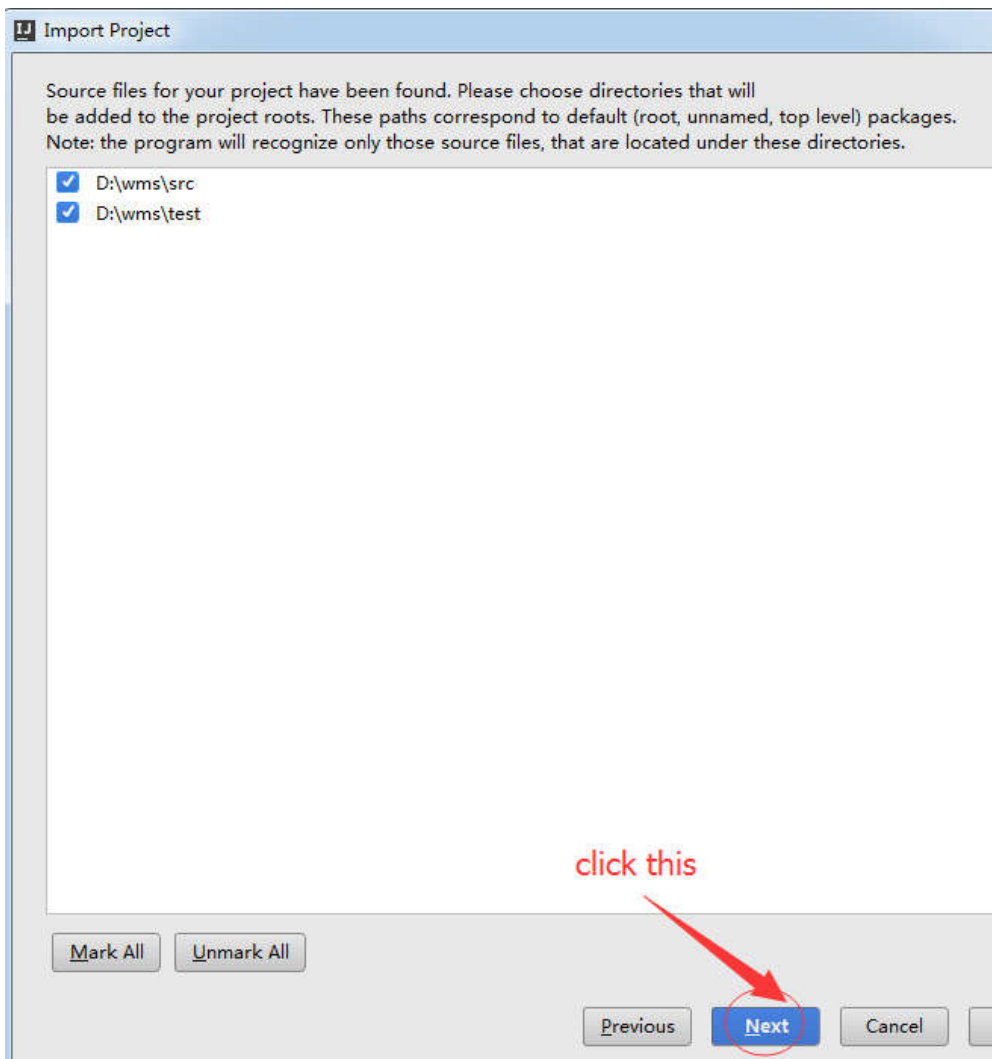 IJ Import Project
Source files for your project have been found. Please choose directories that will
be added to the project roots. These paths correspond to default (root, unnamed, top level) packages.
Note: the program will recognize only those source files, that are located under these directories.
D:\wms\src
D:\wms\test
click this
Mark All Unmark All
Previous Next Cancel